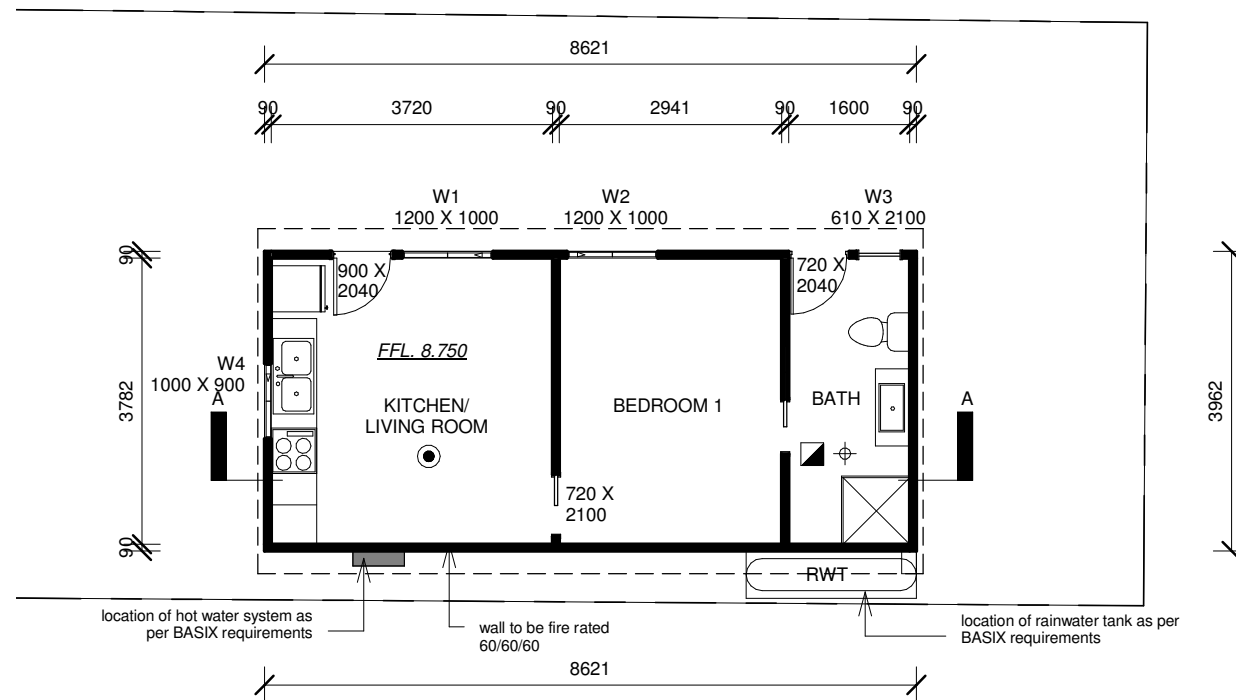 8621
90 3720 90 2941 90 1600 90
W1
1200 X 1000
W2
1200 X 1000
W3
610 X 2100
90
3782
90
3962
900 X
2040
720 X
2040
FFL. 8.750
W4
1000 X 900
A
A
KITCHEN/
LIVING ROOM
BEDROOM 1
BATH
720 X
2100
RWT
location of hot water system as
per BASIX requirements
wall to be fire rated
60/60/60
location of rainwater tank as per
BASIX requirements
8621